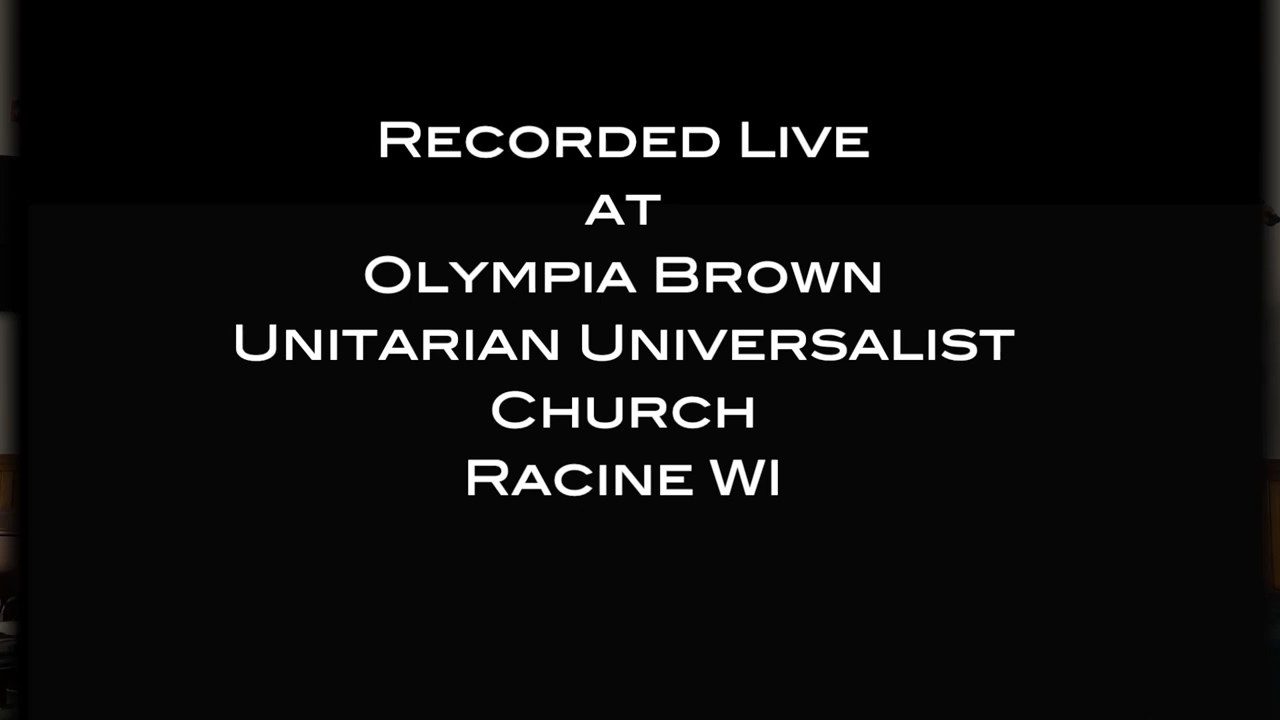 Recorded Live
at
Olympia Brown
Unitarian Universalist
Church
Racine WI